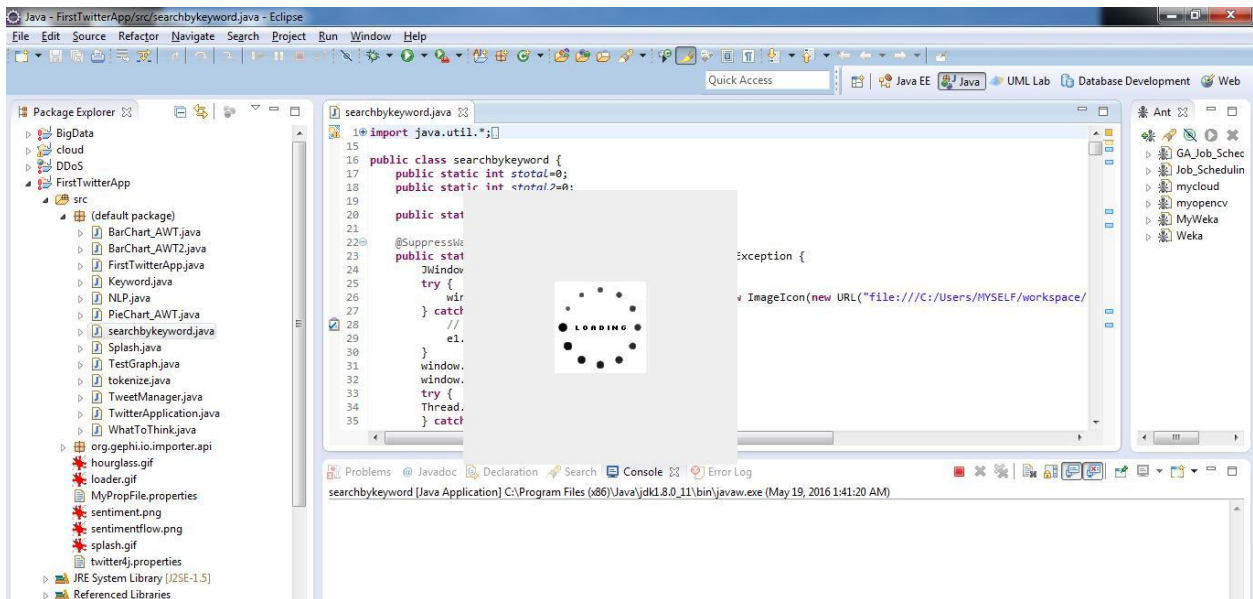 Java - FirstTwitterApp/src/searchbykeyword.java - Eclipse
File Edit Source Refactor Navigate Search Project Run Window Help
Quick Access Java EE Java UML Lab Database Development Web
Package Explorer
BigData
cloud
DDoS
FirstTwitterApp
src
(default package)
BarChart_AWT.java
BarChart_AWT2.java
FirstTwitterApp.java
Keyword.java
NLP.java
PieChart_AWT.java
searchbykeyword.java
Splash.java
TestGraph.java
tokenize.java
TweetManager.java
TwitterApplication.java
WhatToThink.java
org.gephi.io.importer.api
hourglass.gif
loader.gif
MyPropFile.properties
sentiment.png
sentimentflow.png
splash.gif
twitter4j.properties
JRE System Library [J2SE-1.5]
Referenced Libraries
searchbykeyword.java
1 import java.util.*;
15
16 public class searchbykeyword {
17 public static int stotal=0;
18 public static int stotal2=0;
19
20 public stat
21
22 @SuppressWa
23 public stat Exception {
24 JWindow
25 try {
26 win ImageIcon(new URL("file:///C:/Users/MYSELF/workspace/
27 } catch
28 //
29 e1.
30 }
31 window.
32 window.
33 try {
34 Thread.
35 } catch
LOADING
Ant
GA_Job_Sched
Job_Schedulin
mycloud
myopencv
MyWeka
Weka
Problems @ Javadoc Declaration Search Console Error Log
searchbykeyword [Java Application] C:\Program Files (x86)\Java\jdk1.8.0_11\bin\javaw.exe (May 19, 2016 1:41:20 AM)